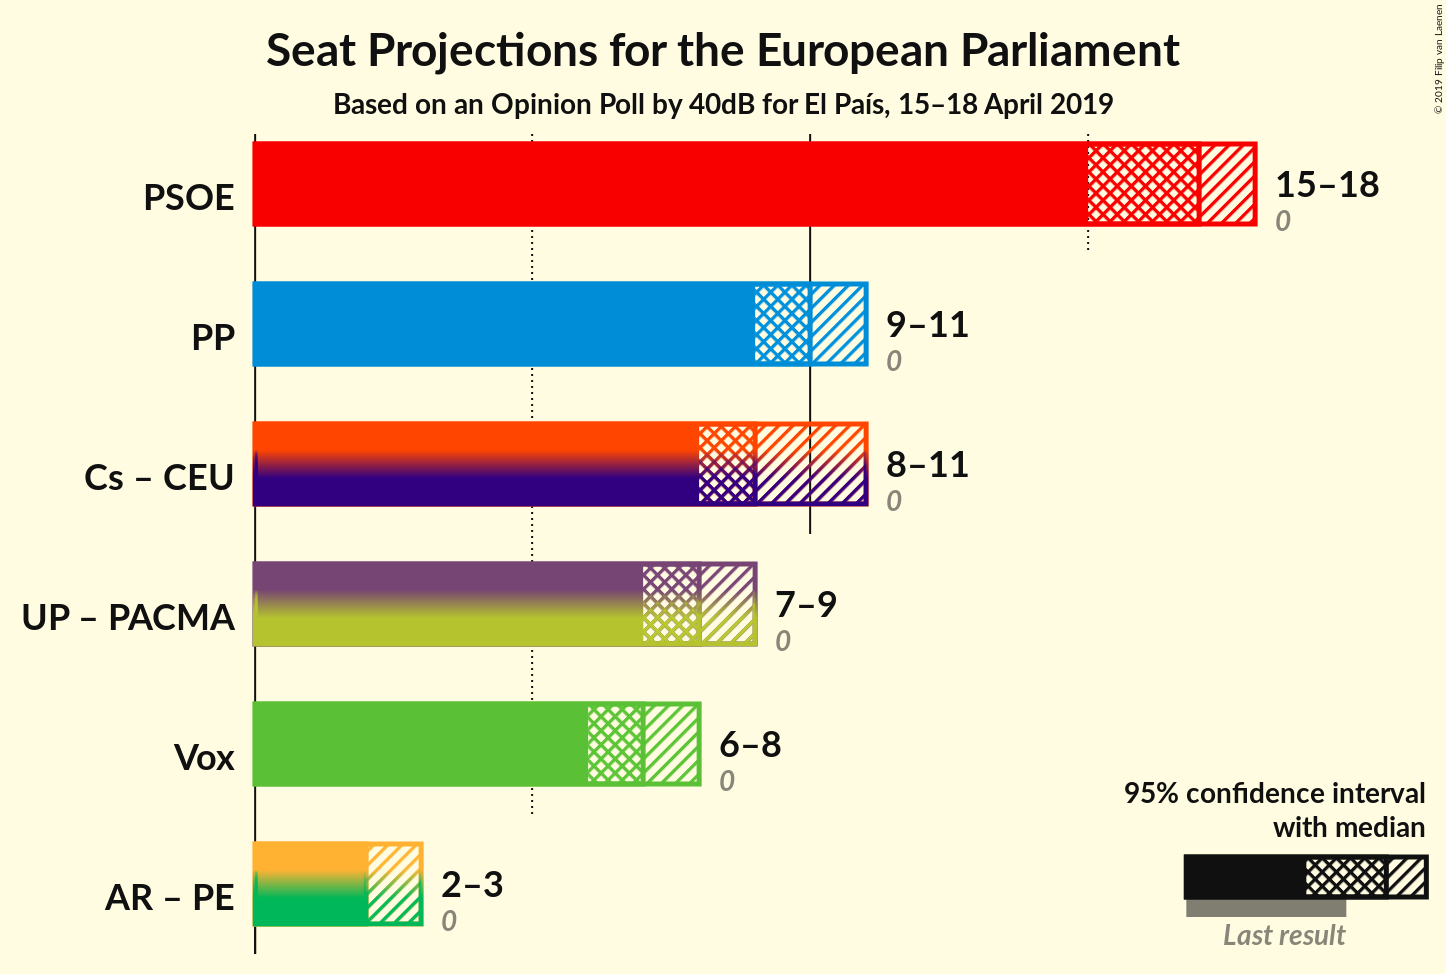 Seat Projections for the European Parliament
Based on an Opinion Poll by 40dB for El País, 15–18 April 2019
© 2019 Filip van Laenen
PSOE
15–18
0
PP
9–11
0
Cs – CEU
8–11
0
UP – PACMA
7–9
0
Vox
6–8
0
AR – PE
2–3
0
95% confidence interval
with median
Last result